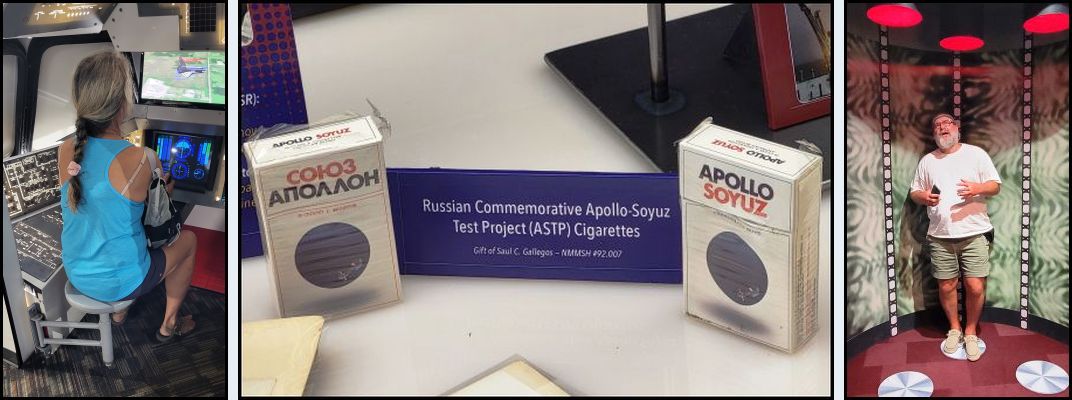 SR):
APOLLO SOYUZ
СОЮЗ
АПОЛЛОН
Russian Commemorative Apollo-Soyuz
Test Project (ASTP) Cigarettes
Gift of Saul C. Gallegos – NMMSH #92.007
APOLLO SOYUZ
APOLLO
SOYUZ